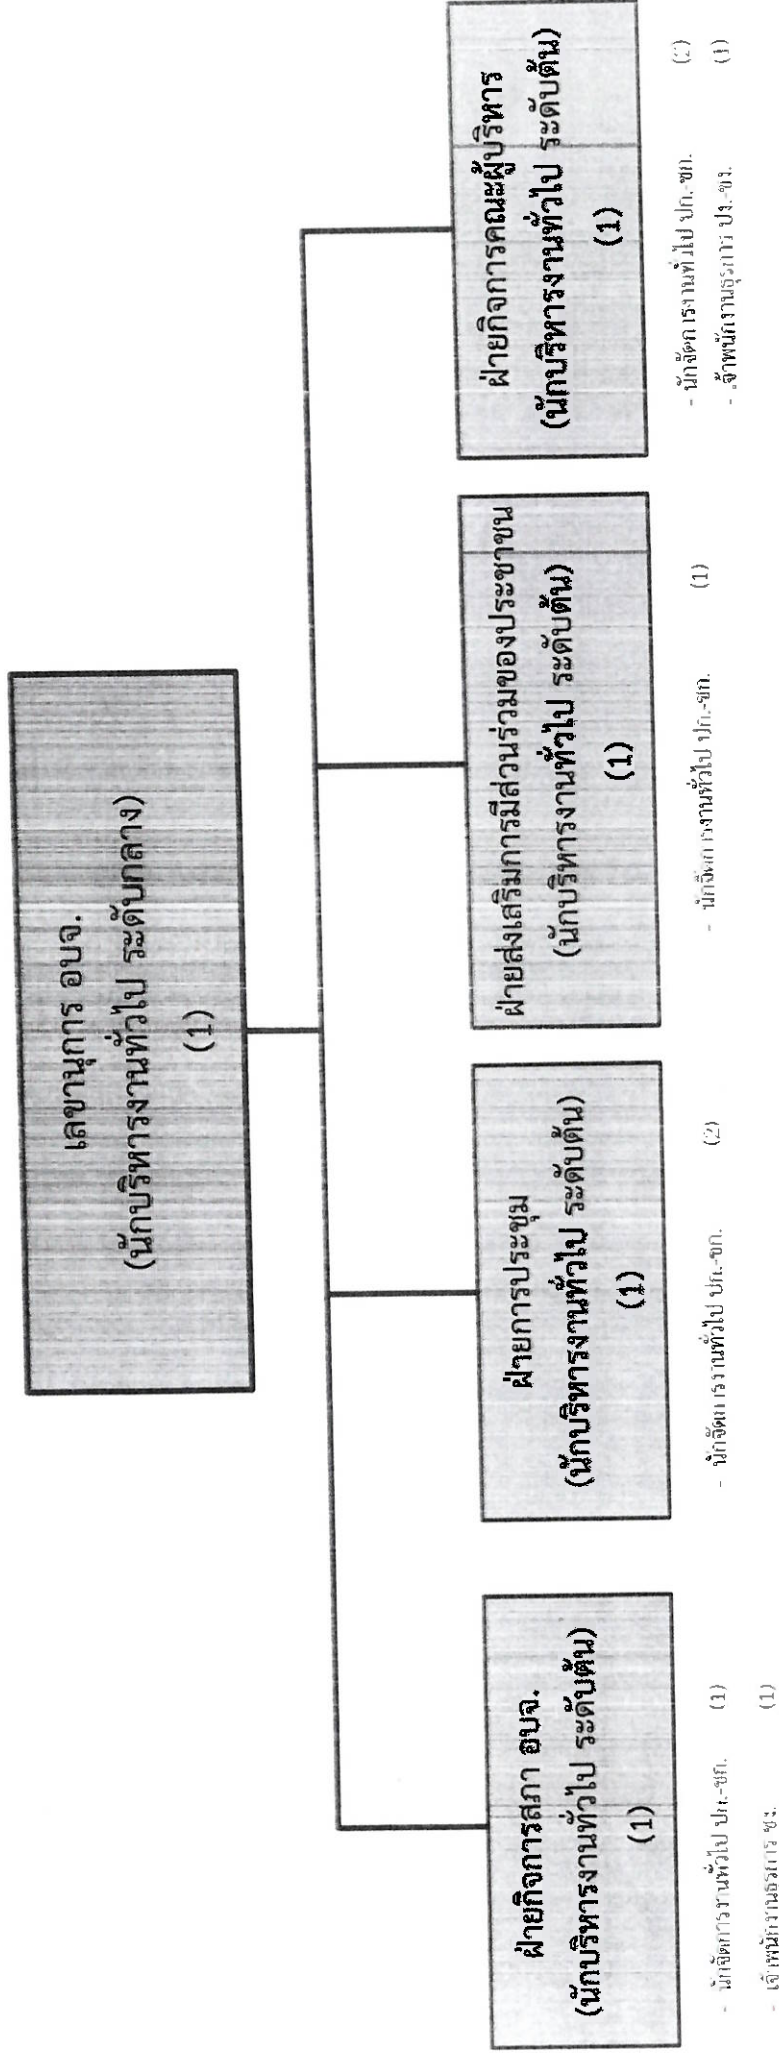 เลขานุการ อบจ.
(นักบริหารงานทั่วไป ระดับกลาง)
(1)
ฝ่ายกิจการสภา อบจ.
(นักบริหารงานทั่วไป ระดับต้น)
(1)
- นักจัดการงานทั่วไป ปก.-ชก. (1)
- เจ้าพนักงานธุรการ ชง. (1)
ฝ่ายการประชุม
(นักบริหารงานทั่วไป ระดับต้น)
(1)
- นักจัดการงานทั่วไป ปก.-ชก. (2)
ฝ่ายส่งเสริมการมีส่วนร่วมของประชาชน
(นักบริหารงานทั่วไป ระดับต้น)
(1)
- นักจัดการงานทั่วไป ปก.-ชก. (1)
ฝ่ายกิจการคณะผู้บริหาร
(นักบริหารงานทั่วไป ระดับต้น)
(1)
- นักจัดการงานทั่วไป ปก.-ชก. (2)
- เจ้าพนักงานธุรการ ปง.-ชง. (1)